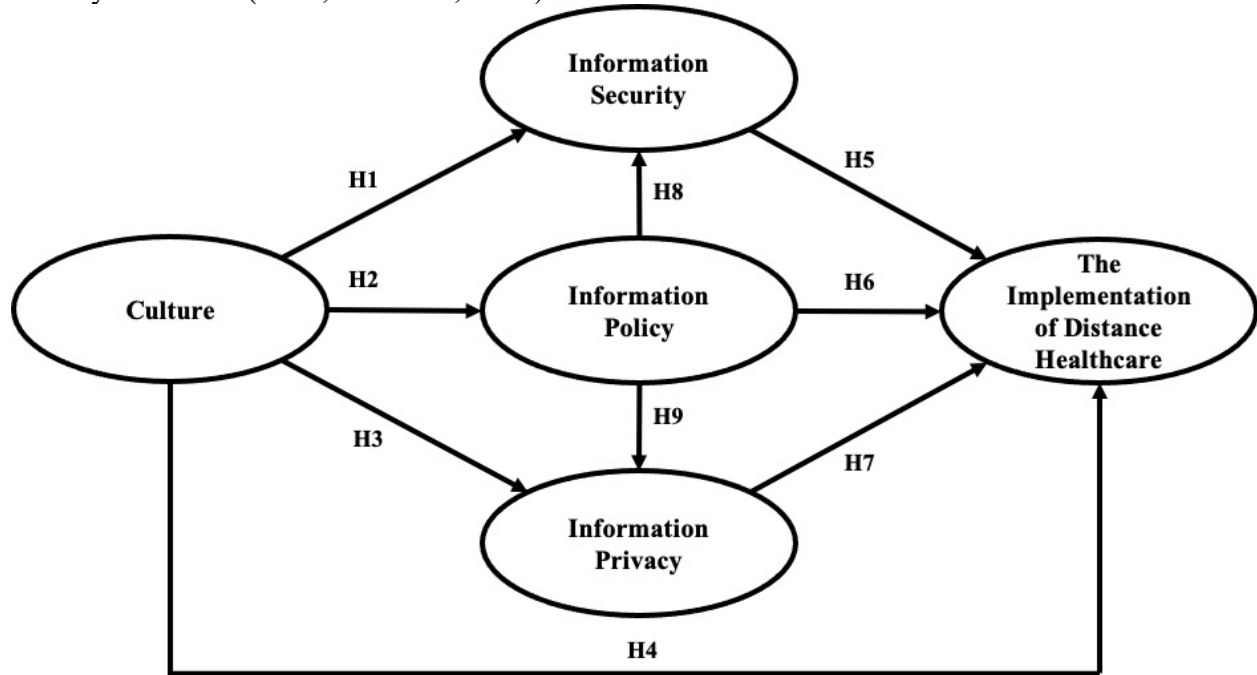 Information
Security
H1
H5
H8
The
Implementation
of Distance
Healthcare
H2
H6
Culture
Information
Policy
H9
H3
H7
Information
Privacy
H4